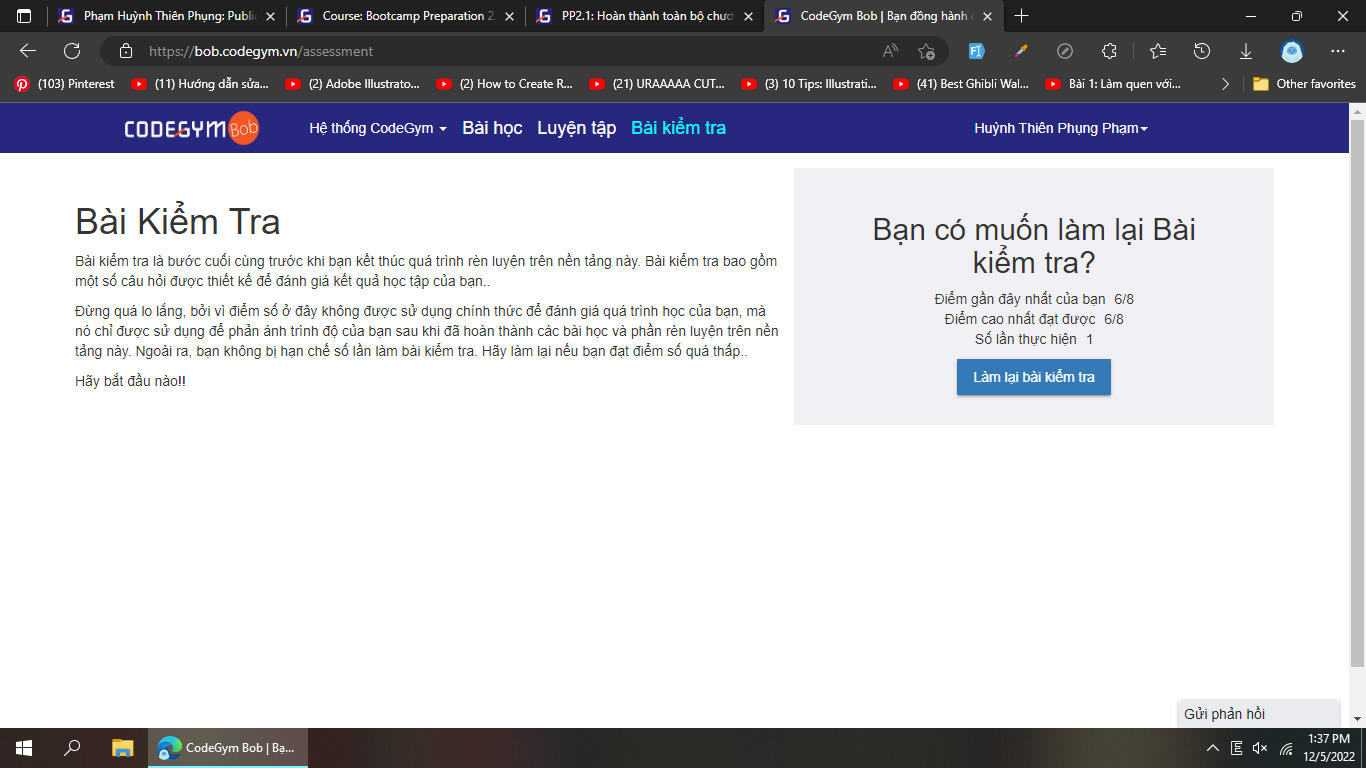 Phạm Huỳnh Thiên Phụng: Public
Course: Bootcamp Preparation 2
PP2.1: Hoàn thành toàn bộ chươ
CodeGym Bob | Bạn đồng hành
https://bob.codegym.vn/assessment
(103) Pinterest
(11) Hướng dẫn sửa...
(2) Adobe Illustrato...
(2) How to Create R...
(21) URAAAAA CUT...
(3) 10 Tips: Illustrati...
(41) Best Ghibli Wal...
Bài 1: Làm quen với...
Other favorites
CODEGYM Bob
Hệ thống CodeGym
Bài học
Luyện tập
Bài kiểm tra
Huỳnh Thiên Phụng Phạm
Bài Kiểm Tra
Bài kiểm tra là bước cuối cùng trước khi bạn kết thúc quá trình rèn luyện trên nền tảng này. Bài kiểm tra bao gồm
một số câu hỏi được thiết kế để đánh giá kết quả học tập của bạn..
Đừng quá lo lắng, bởi vì điểm số ở đây không được sử dụng chính thức để đánh giá quá trình học của bạn, mà
nó chỉ được sử dụng để phản ánh trình độ của bạn sau khi đã hoàn thành các bài học và phần rèn luyện trên nền
tảng này. Ngoài ra, bạn không bị hạn chế số lần làm bài kiểm tra. Hãy làm lại nếu bạn đạt điểm số quá thấp..
Hãy bắt đầu nào!!
Bạn có muốn làm lại Bài
kiểm tra?
Điểm gần đây nhất của bạn 6/8
Điểm cao nhất đạt được 6/8
Số lần thực hiện 1
Làm lại bài kiểm tra
Gửi phản hồi
CodeGym Bob | Bạ...
1:37 PM
12/5/2022